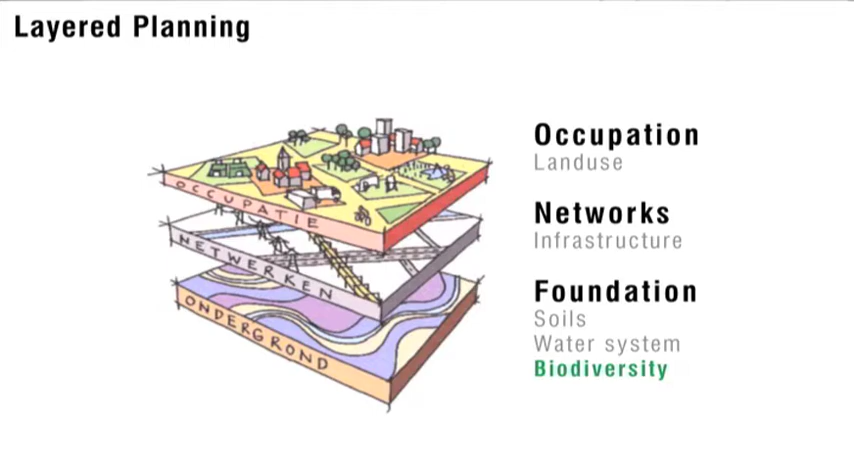 Layered Planning
OCCUPATIE
NETWERKEN
ONDERGROND
Occupation
Landuse
Networks
Infrastructure
Foundation
Soils
Water system
Biodiversity